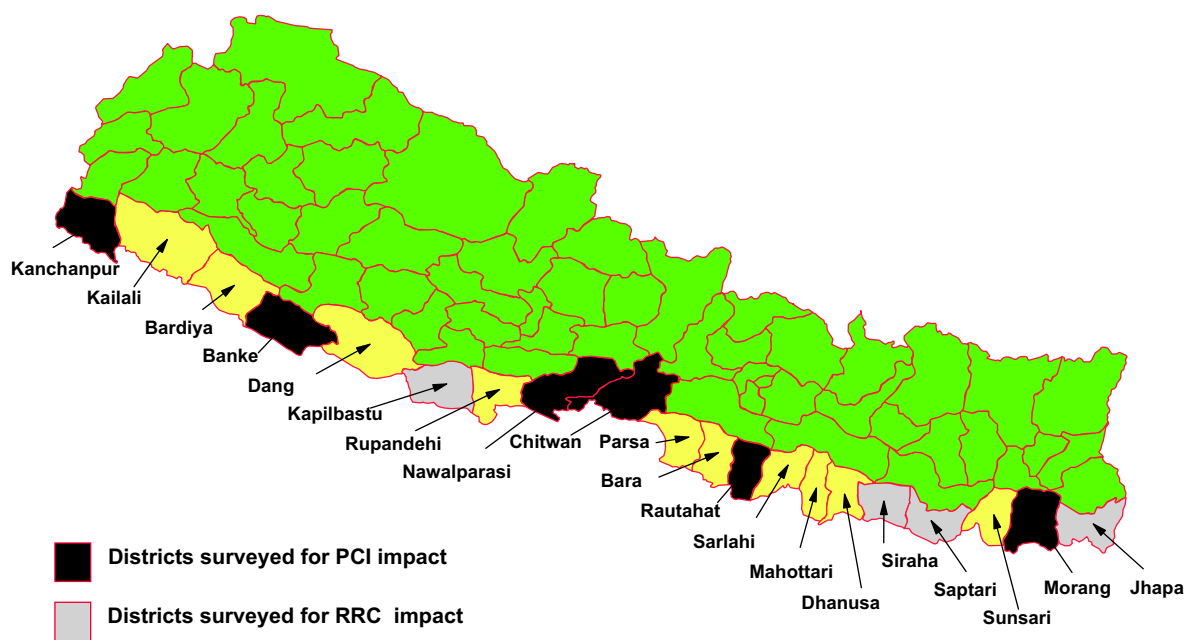 Kanchanpur
Kailali
Bardiya
Banke
Dang
Kapilbastu
Rupandehi
Nawalparasi
Chitwan
Parsa
Bara
Rautahat
Sarlahi
Mahottari
Dhanusa
Siraha
Saptari
Sunsari
Morang
Jhapa
Districts surveyed for PCI impact
Districts surveyed for RRC impact